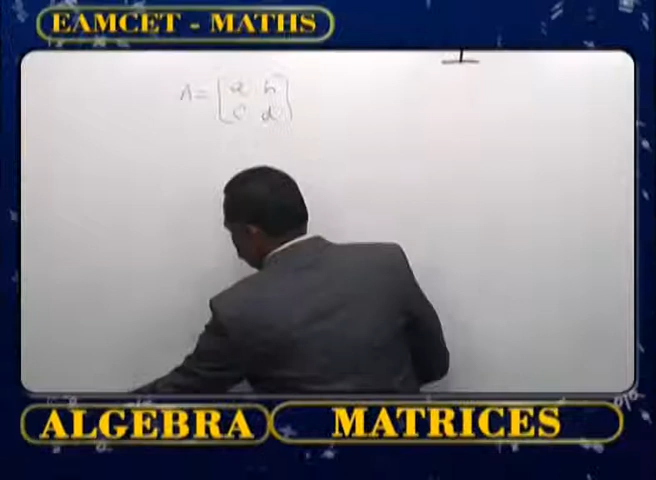 EAMCET - MATHS
A = [a b
c d]
ALGEBRA
MATRICES